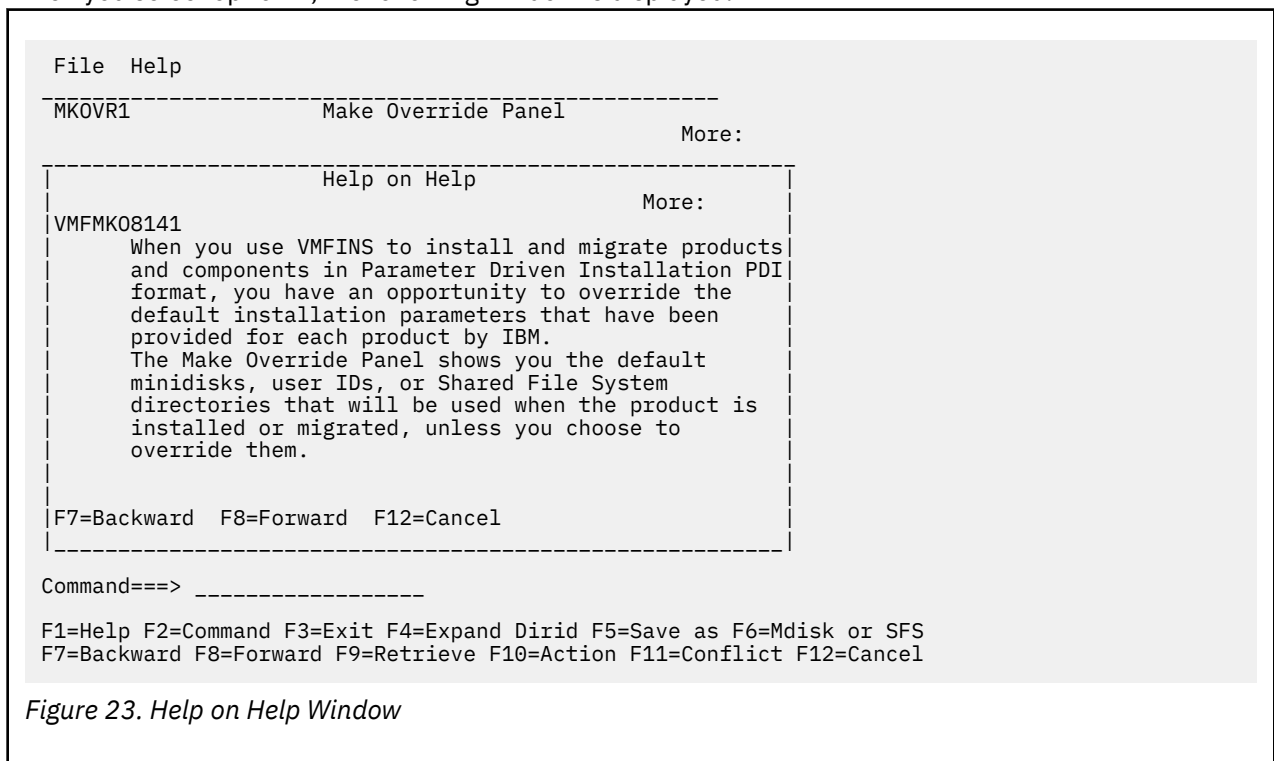 File Help
MKOVR1 Make Override Panel
More:
Help on Help
More:
VMFMKO8141
When you use VMFINS to install and migrate products
and components in Parameter Driven Installation PDI
format, you have an opportunity to override the
default installation parameters that have been
provided for each product by IBM.
The Make Override Panel shows you the default
minidisks, user IDs, or Shared File System
directories that will be used when the product is
installed or migrated, unless you choose to
override them.
F7=Backward F8=Forward F12=Cancel
Command===> __________________
F1=Help F2=Command F3=Exit F4=Expand Dirid F5=Save as F6=Mdisk or SFS
F7=Backward F8=Forward F9=Retrieve F10=Action F11=Conflict F12=Cancel
Figure 23. Help on Help Window